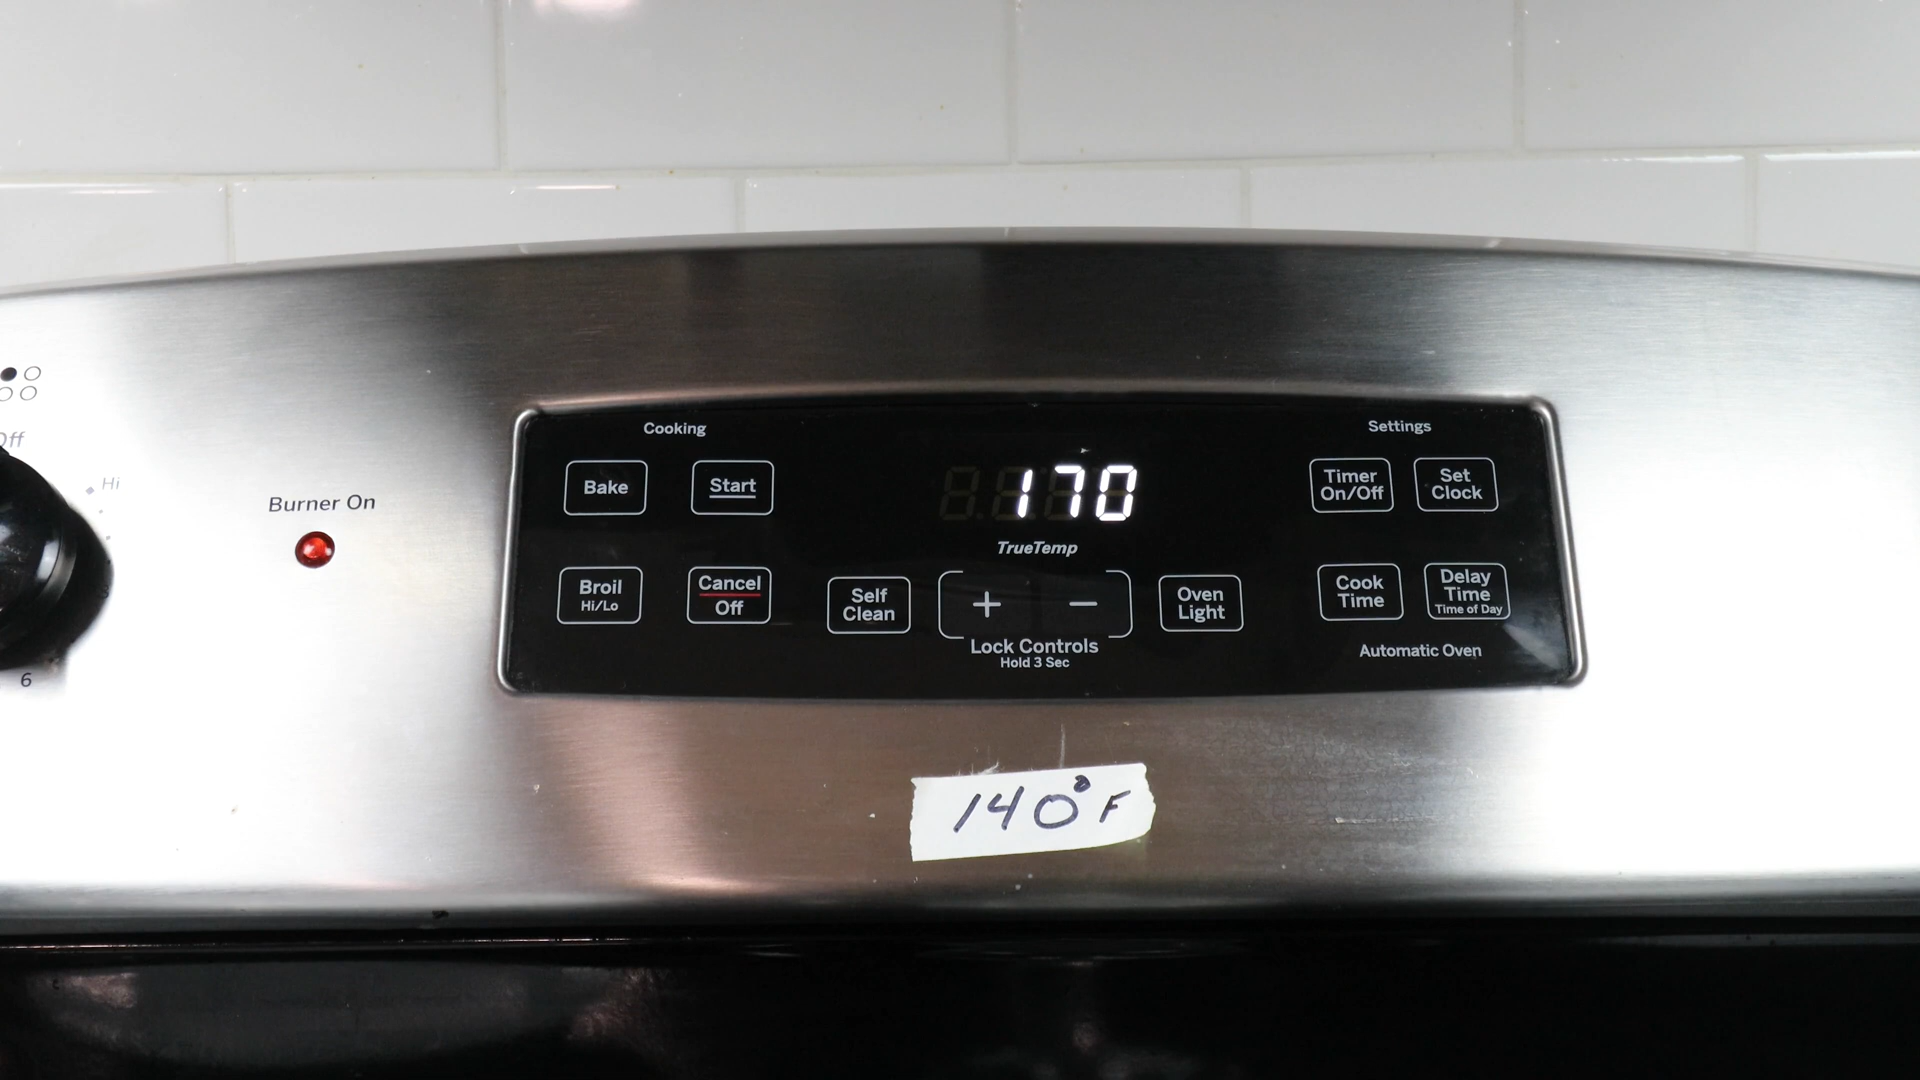 Off
Hi
6
Burner On
Cooking
Bake
Start
Broil
Hi/Lo
Cancel
Off
Self
Clean
170
TrueTemp
+ −
Lock Controls
Hold 3 Sec
Oven
Light
Settings
Timer
On/Off
Set
Clock
Cook
Time
Delay
Time
Time of Day
Automatic Oven
140°F